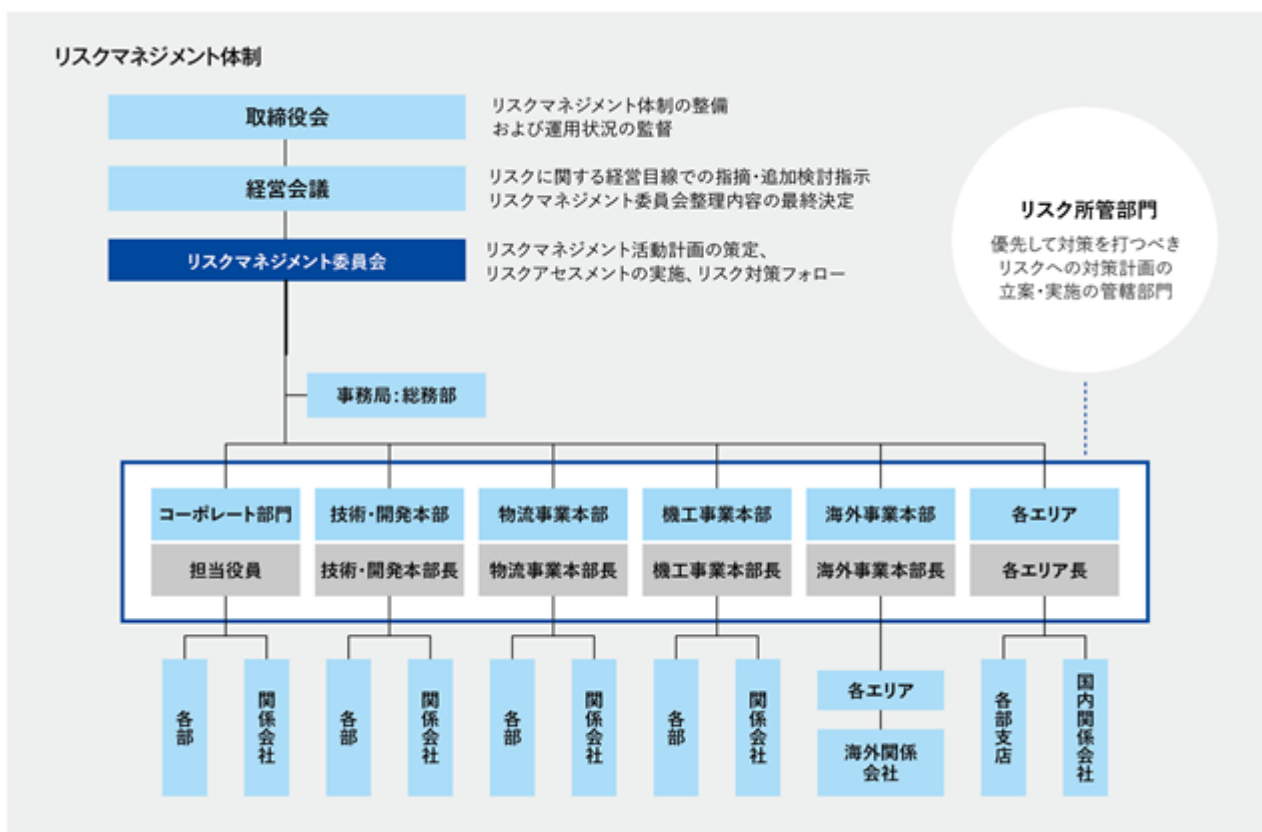 リスクマネジメント体制
取締役会
リスクマネジメント体制の整備
および運用状況の監督
経営会議
リスクに関する経営目線での指摘・追加検討指示
リスクマネジメント委員会整理内容の最終決定
リスクマネジメント委員会
リスクマネジメント活動計画の策定、
リスクアセスメントの実施、リスク対策フォロー
リスク所管部門
優先して対策を打つべき
リスクへの対策計画の
立案・実施の管轄部門
事務局：総務部
コーポレート部門
担当役員
技術・開発本部
技術・開発本部長
物流事業本部
物流事業本部長
機工事業本部
機工事業本部長
海外事業本部
海外事業本部長
各エリア
各エリア長
各部
関係会社
各部
関係会社
各部
関係会社
各部
関係会社
各エリア
海外関係
会社
各部支店
国内関係会社